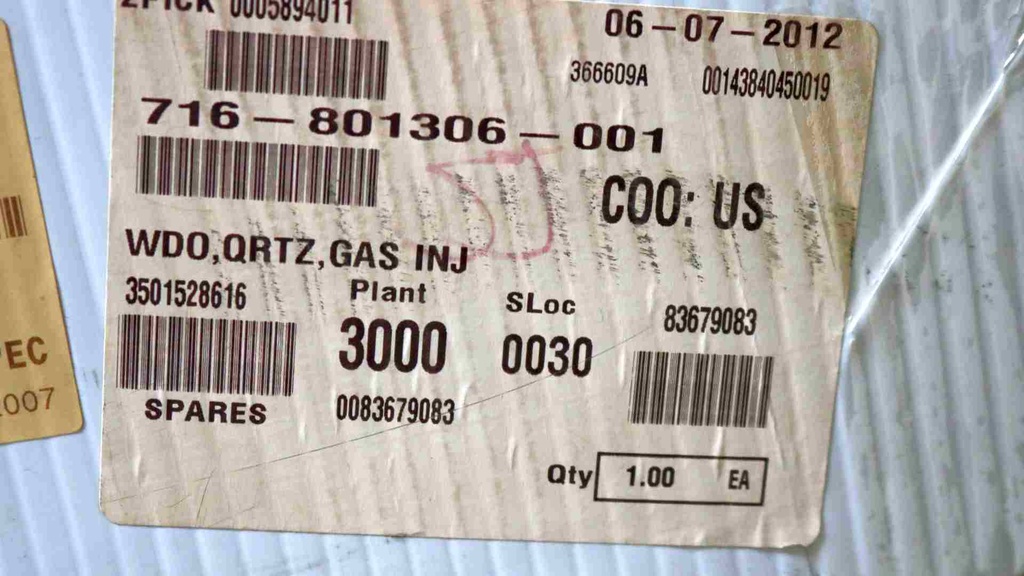 ZPICK 0005894011
06-07-2012
366609A 00143840450019
716-801306-001
COO: US
WDO,QRTZ,GAS INJ
3501528616
Plant
SLoc
83679083
3000
0030
SPARES
0083679083
Qty 1.00 EA
EC
007